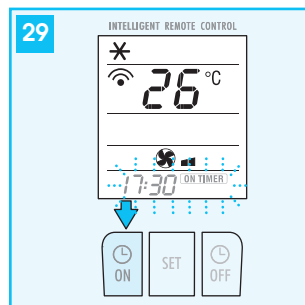 29
INTELLIGENT REMOTE CONTROL
26 °C
17:30 ON TIMER
ON SET OFF